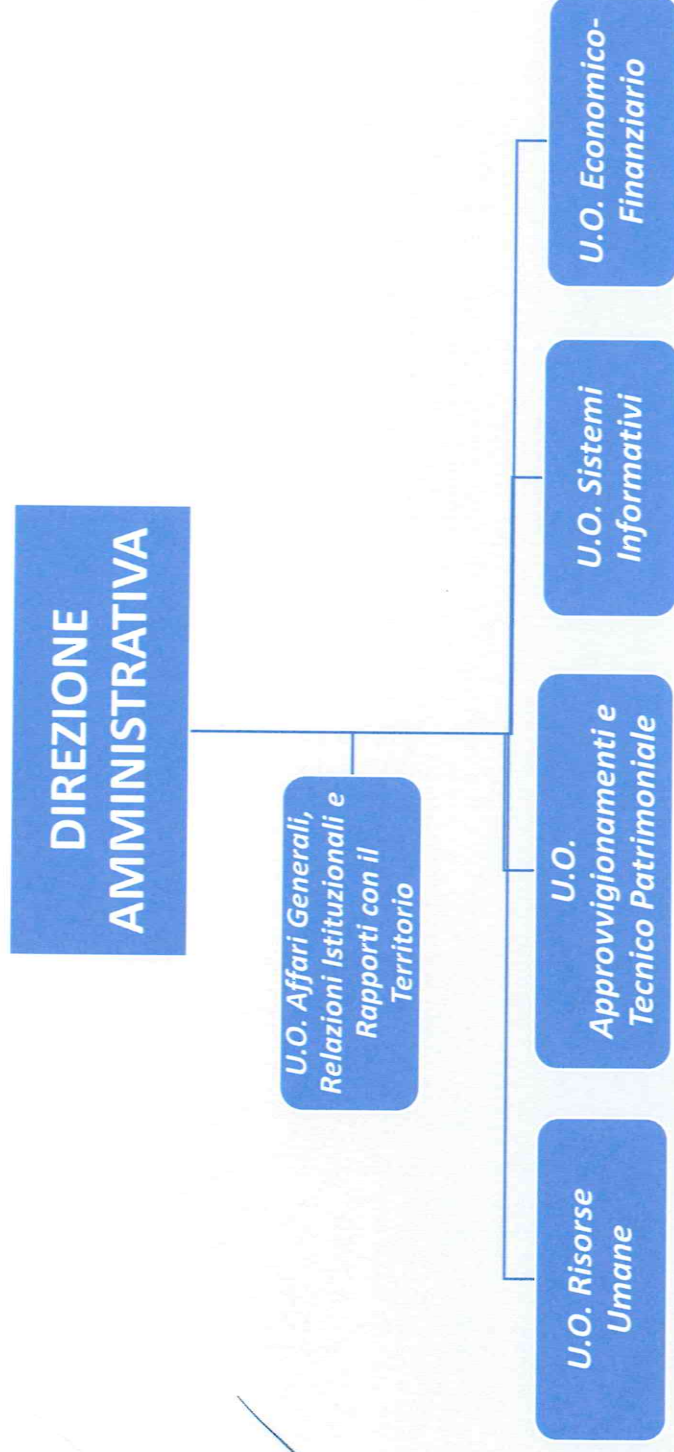 DIREZIONE
AMMINISTRATIVA
U.O. Affari Generali,
Relazioni Istituzionali e
Rapporti con il
Territorio
U.O. Risorse
Umane
U.O.
Approvvigionamenti e
Tecnico Patrimoniale
U.O. Sistemi
Informativi
U.O. Economico-
Finanziario